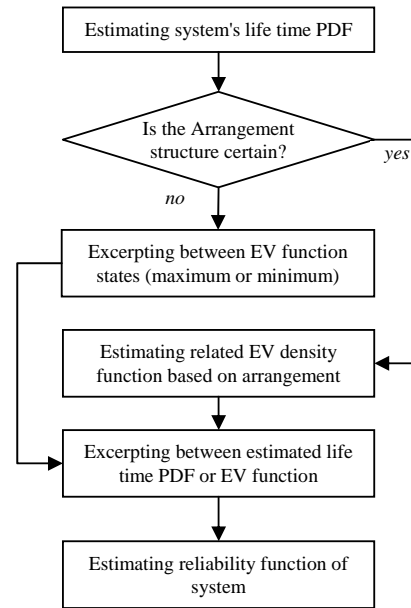 Estimating system's life time PDF
Is the Arrangement
structure certain?
yes
no
Excerpting between EV function
states (maximum or minimum)
Estimating related EV density
function based on arrangement
Excerpting between estimated life
time PDF or EV function
Estimating reliability function of
system